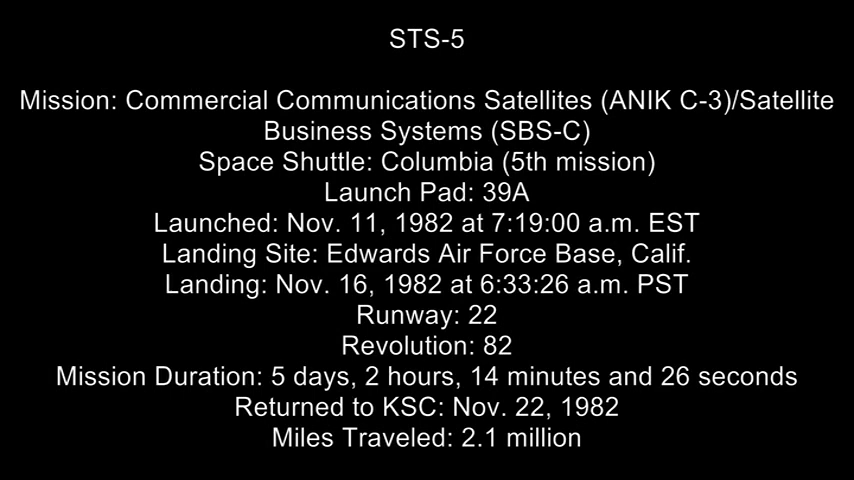 STS-5
Mission: Commercial Communications Satellites (ANIK C-3)/Satellite
Business Systems (SBS-C)
Space Shuttle: Columbia (5th mission)
Launch Pad: 39A
Launched: Nov. 11, 1982 at 7:19:00 a.m. EST
Landing Site: Edwards Air Force Base, Calif.
Landing: Nov. 16, 1982 at 6:33:26 a.m. PST
Runway: 22
Revolution: 82
Mission Duration: 5 days, 2 hours, 14 minutes and 26 seconds
Returned to KSC: Nov. 22, 1982
Miles Traveled: 2.1 million